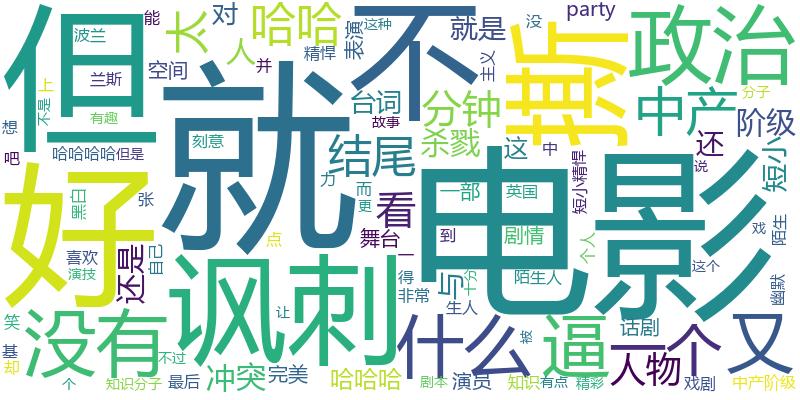 但
就
不
电影
好
讽刺
撕
政治
没有
什么
逼
一个
又
人物
中产
阶级
结尾
分钟
杀戮
哈哈
太
对
人
能
并
表演
精悍
就是
party
没
主义
这种
台词
故事
空间
波兰
兰斯
上
不是
有趣
想
吧
哈哈哈哈
但是
刻意
力
而
更
看
这
还
中
说
分子
短小
短小精悍
一部
英国
剧情
到
舞台
一
得
非常
与
生人
陌生人
十分
个人
这个
戏
陌生
幽默
黑白
张
喜欢
演技
还是
自己
点
让
笑
基
却
个
不过
知识分子
最后
冲突
完美
哈哈哈
剧本
演员
知识
有点
精彩
被
话剧
戏剧
中产阶级